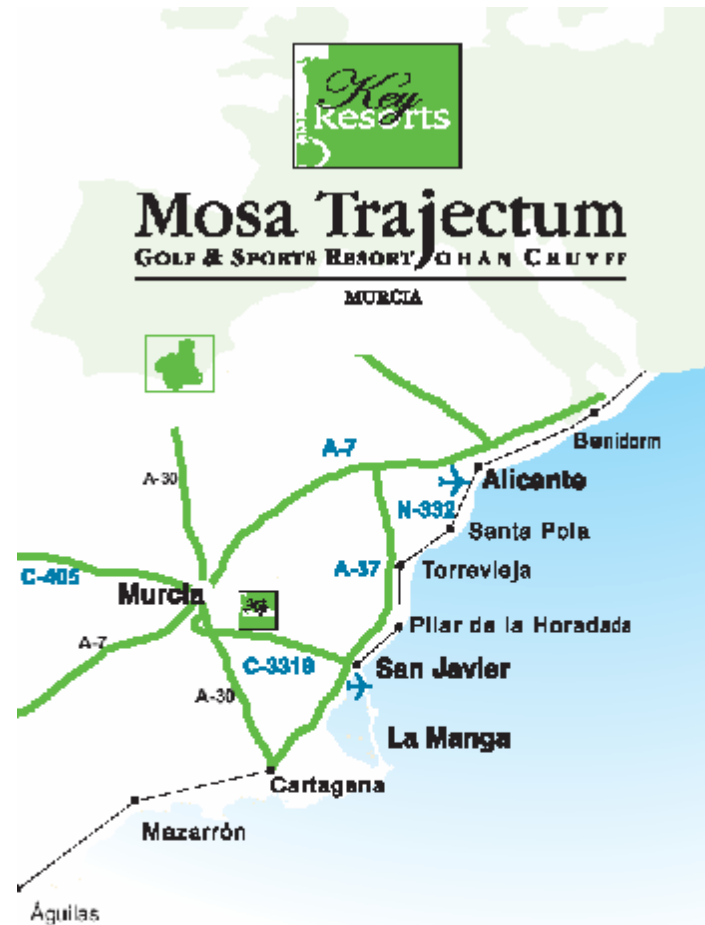 Key
Resorts
Mosa Trajectum
GOLF & SPORTS RESORT JOHAN CRUYFF
MURCIA
Benidorm
A-7
A-30
Alicante
N-332
Santa Pola
C-405
A-37
Torrevieja
Murcia
Pilar de la Horadada
A-7
C-3319
San Javier
A-30
La Manga
Cartagena
Mazarrón
Águilas